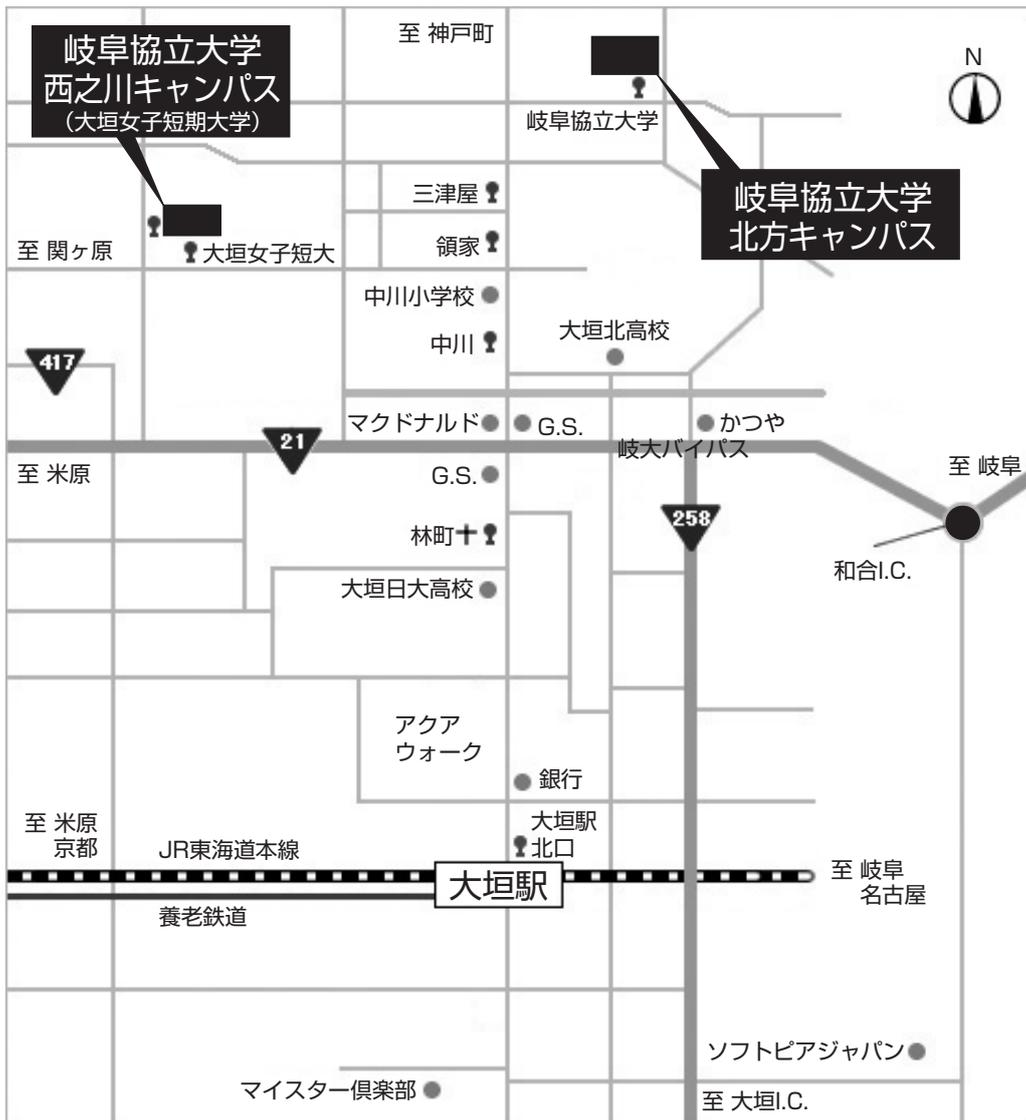 岐阜協立大学
西之川キャンパス
(大垣女子短期大学)
至 神戸町
N
岐阜協立大学
岐阜協立大学
北方キャンパス
三津屋
領家
至 関ヶ原
大垣女子短大
中川小学校
中川
大垣北高校
417
マクドナルド
G.S.
かつや
21
岐大バイパス
至 米原
G.S.
至 岐阜
258
林町
和合I.C.
大垣日大高校
アクア
ウォーク
銀行
至 米原
京都
JR東海道本線
大垣駅
北口
大垣駅
至 岐阜
名古屋
養老鉄道
ソフトピアジャパン
マイスター倶楽部
至 大垣I.C.